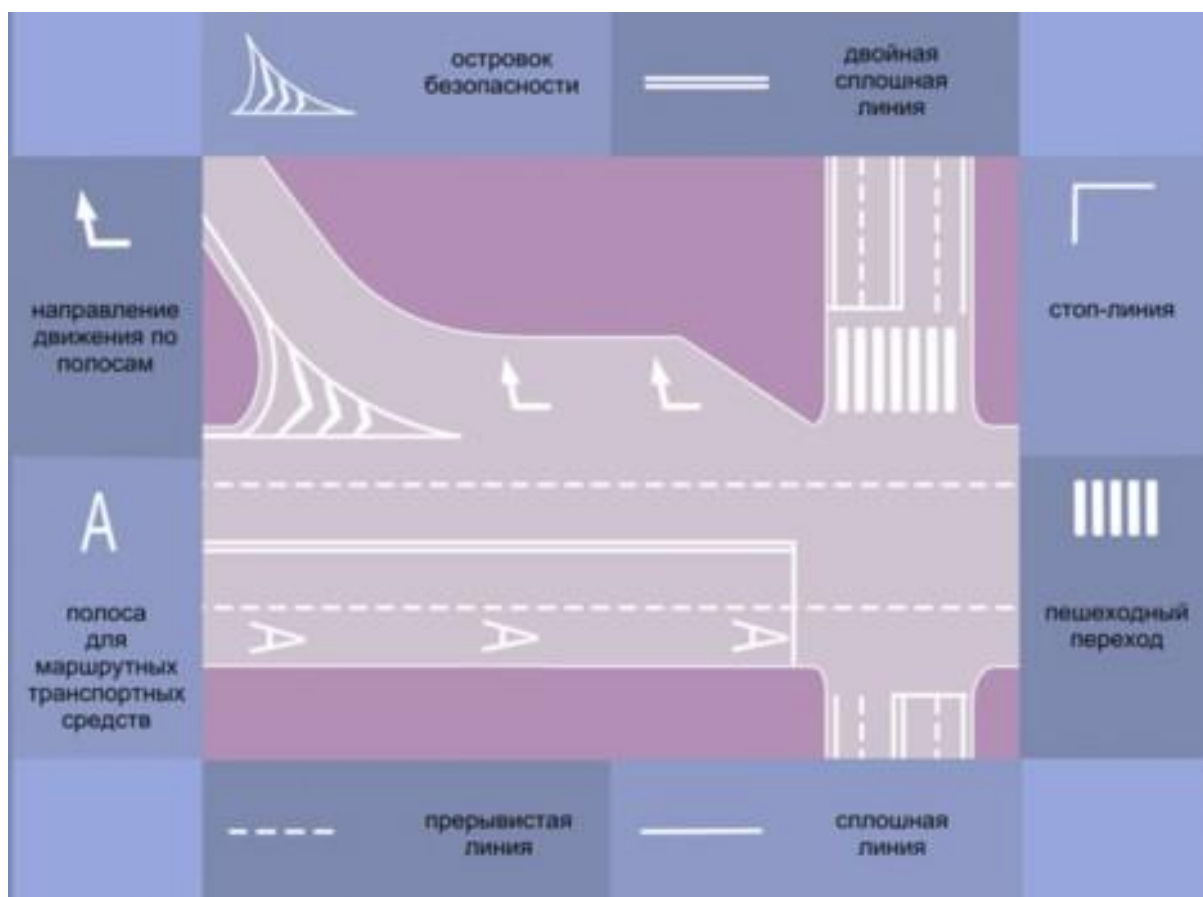 островок
безопасности
двойная
сплошная
линия
направление
движения по
полосам
стоп-линия
А
полоса
для
маршрутных
транспортных
средств
пешеходный
переход
А
А
А
прерывистая
линия
сплошная
линия